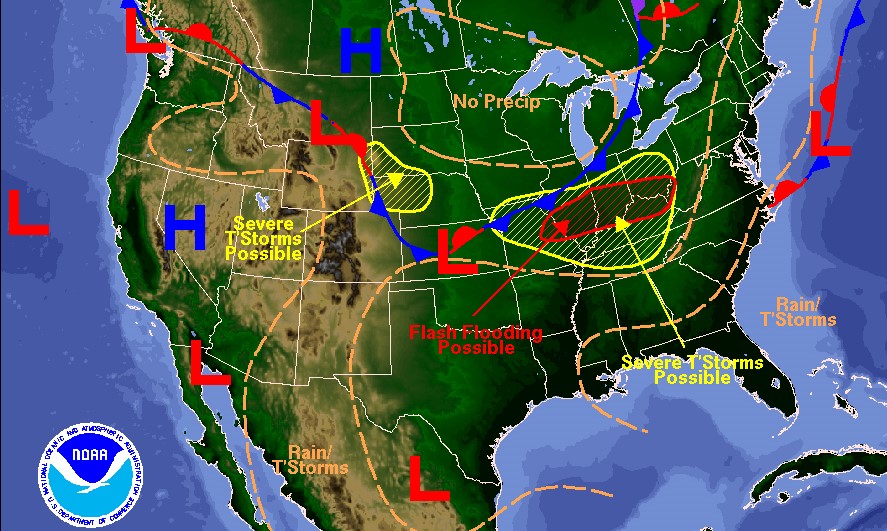 L
H
L
No Precip
L
L
H
Severe
T'Storms
Possible
L
Rain/
T'Storms
Flash Flooding
Possible
Severe T'Storms
Possible
L
Rain/
T'Storms
L
NOAA
NATIONAL OCEANIC AND ATMOSPHERIC ADMINISTRATION
U.S. DEPARTMENT OF COMMERCE